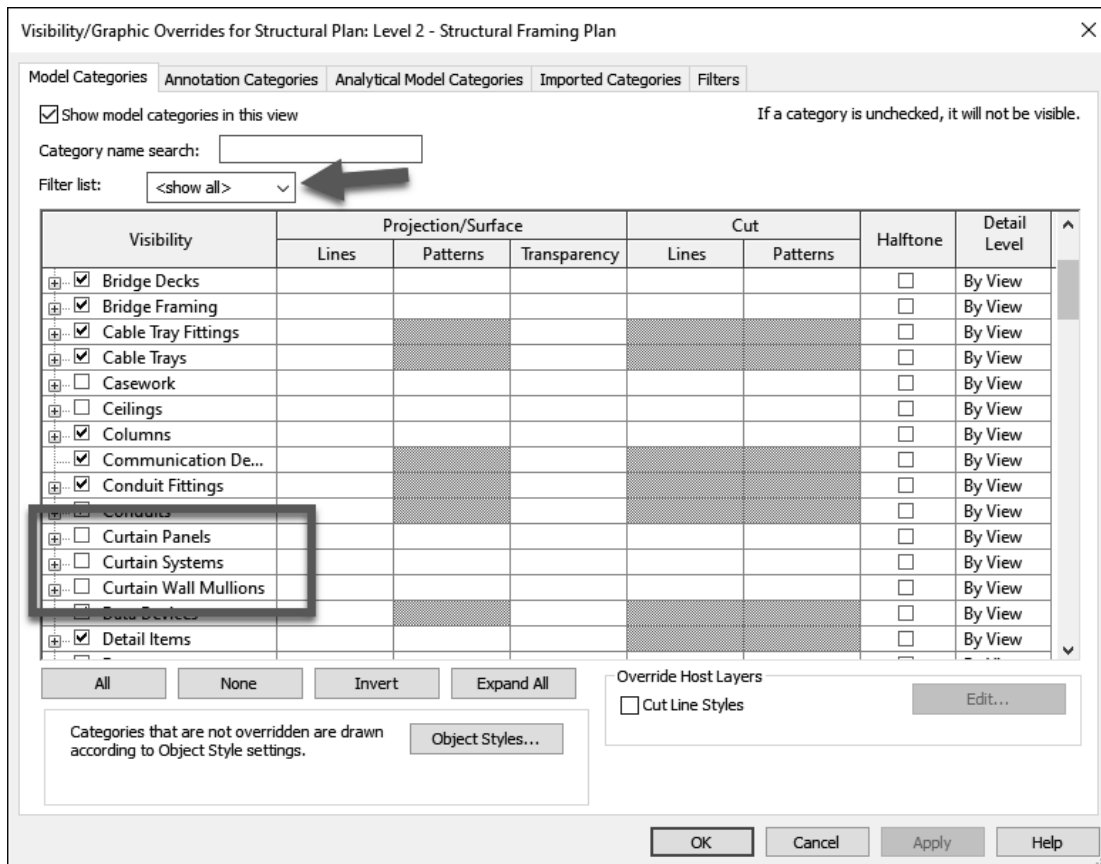 Visibility/Graphic Overrides for Structural Plan: Level 2 - Structural Framing Plan
Model Categories Annotation Categories Analytical Model Categories Imported Categories Filters
Show model categories in this view If a category is unchecked, it will not be visible.
Category name search:
Filter list: <show all>
Visibility Projection/Surface Cut Halftone Detail Level
Lines Patterns Transparency Lines Patterns
Bridge Decks By View
Bridge Framing By View
Cable Tray Fittings By View
Cable Trays By View
Casework By View
Ceilings By View
Columns By View
Communication De... By View
Conduit Fittings By View
Conduits By View
Curtain Panels By View
Curtain Systems By View
Curtain Wall Mullions By View
Data Devices By View
Detail Items By View
All None Invert Expand All
Override Host Layers
Cut Line Styles Edit...
Categories that are not overridden are drawn
according to Object Style settings.
Object Styles...
OK Cancel Apply Help